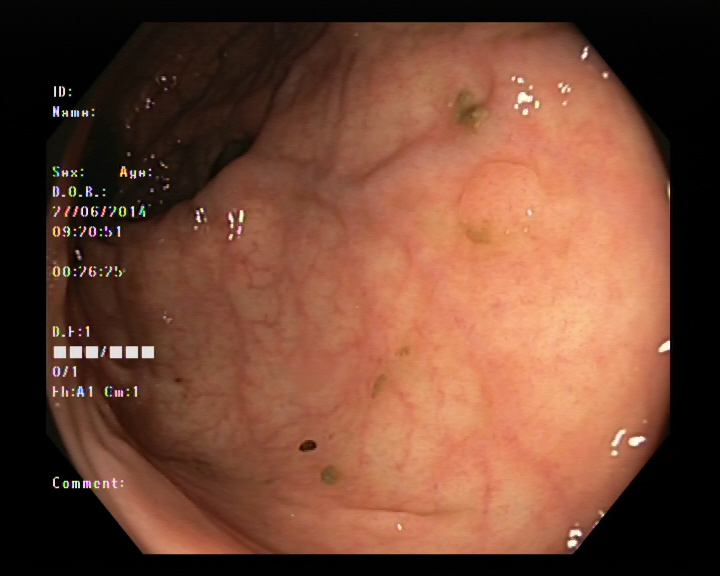 ID:
Name:
Sex: Age:
D.O.B.:
27/06/2014
09:20:51
00:26:25
D.F:1
■■■/■■■
0/1
Eh:A1 Cm:1
Comment: